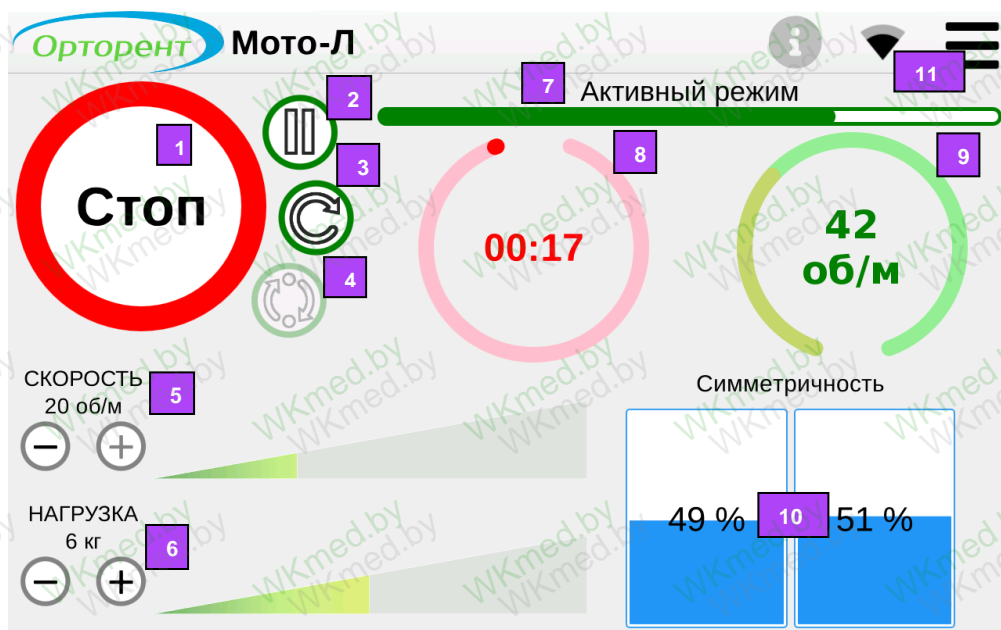 Орторент Мото-Л
11
7 Активный режим
2
1
3
8
9
Стоп
4
00:17
42
об/м
СКОРОСТЬ
20 об/м
5
Симметричность
НАГРУЗКА
6 кг
6
49 % 10 51 %
WKmed.by